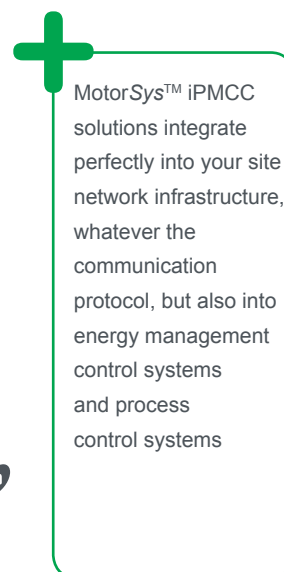 MotorSys™ iPMCC
solutions integrate
perfectly into your site
network infrastructure,
whatever the
communication
protocol, but also into
energy management
control systems
and process
control systems